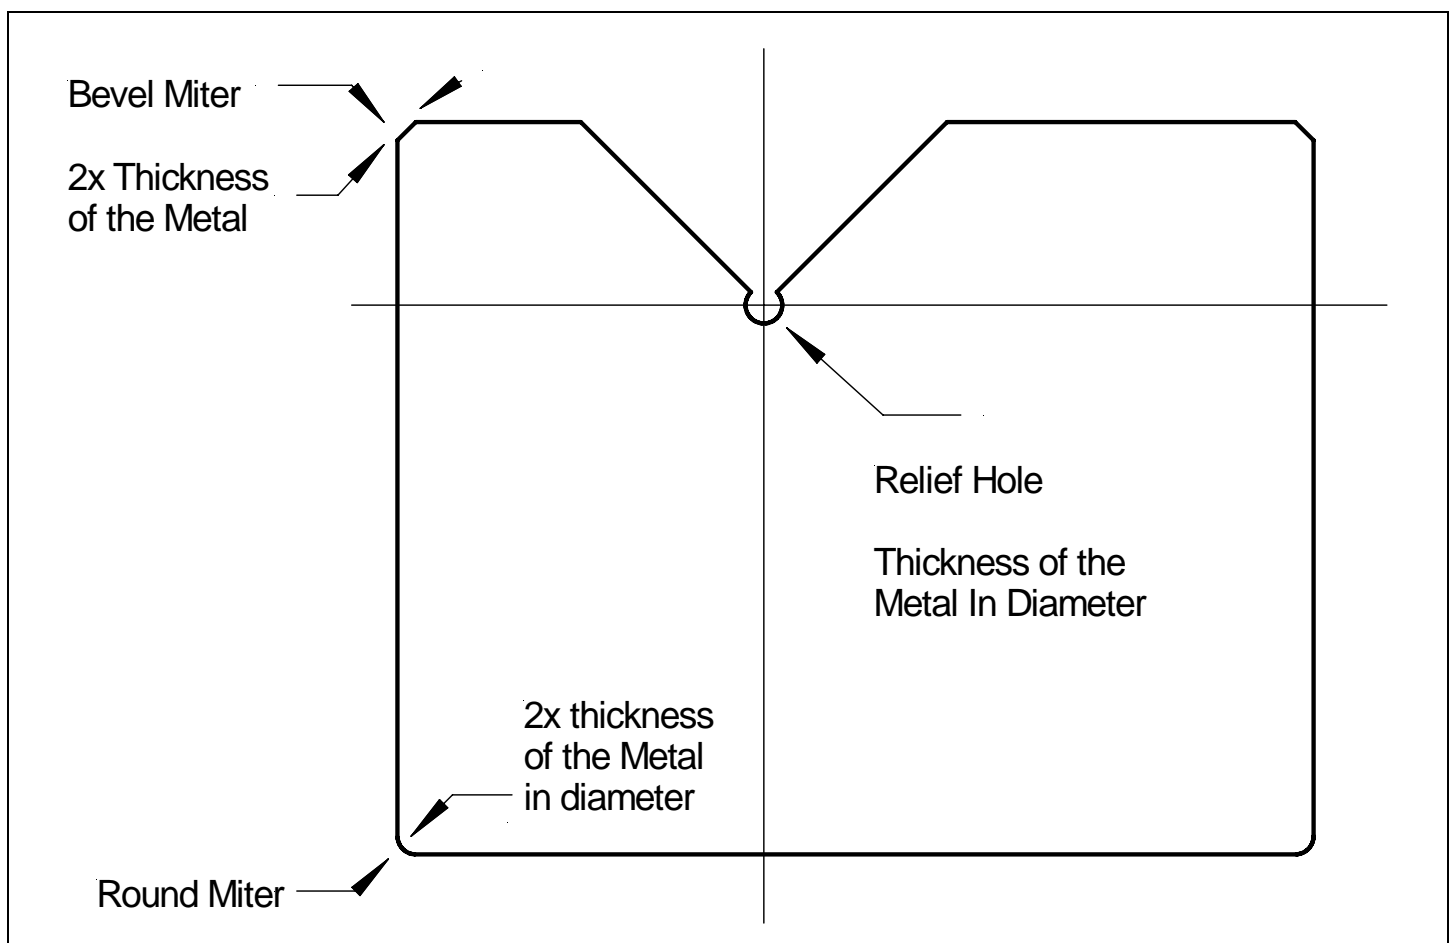 Bevel Miter
2x Thickness
of the Metal
Relief Hole
Thickness of the
Metal In Diameter
2x thickness
of the Metal
in diameter
Round Miter